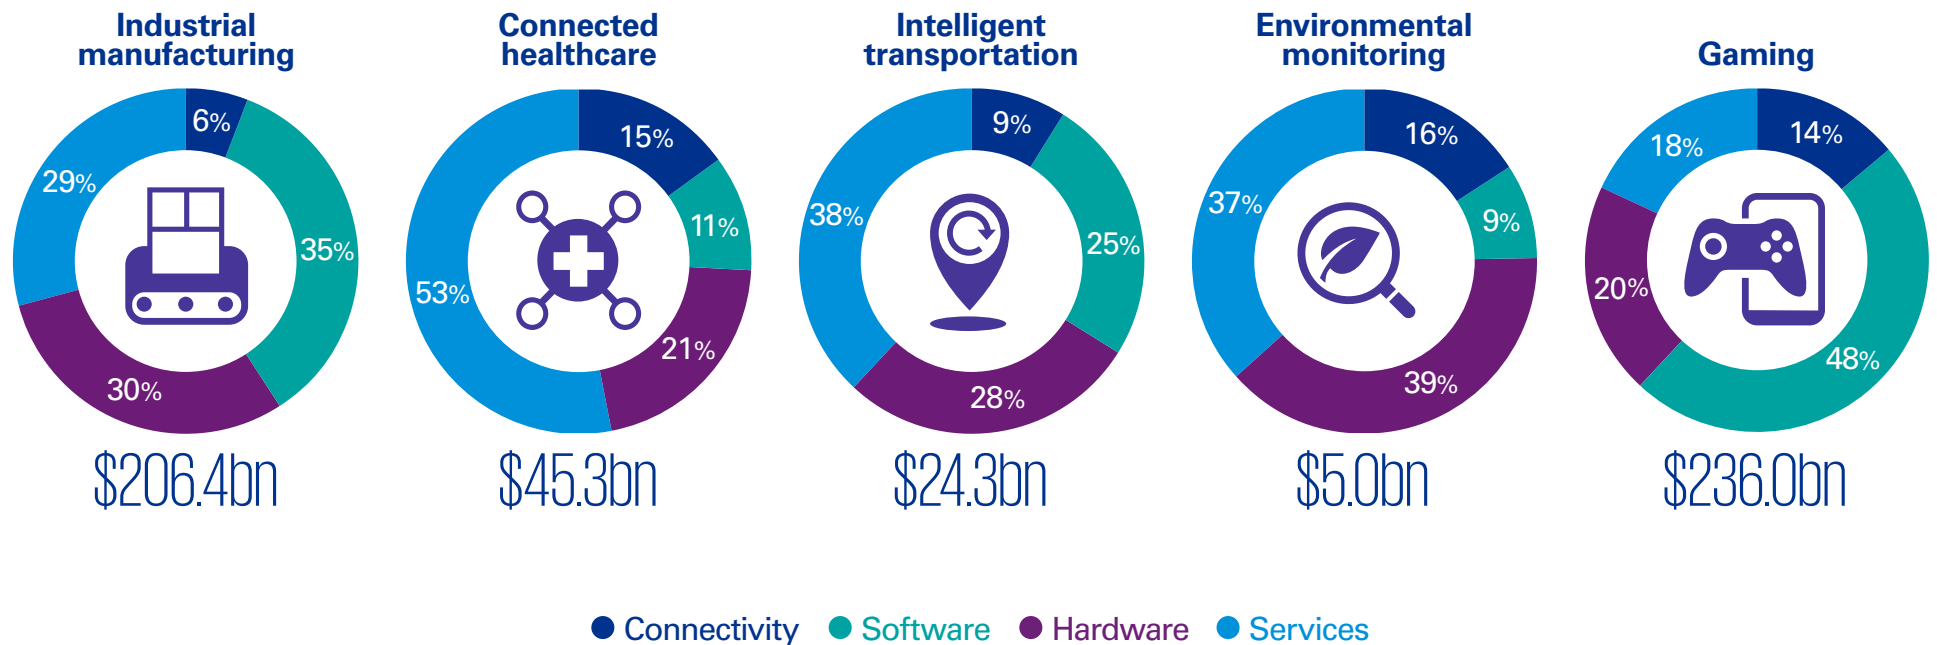 Industrial
manufacturing
6%
35%
30%
29%
$206.4bn
Connected
healthcare
15%
11%
21%
53%
$45.3bn
Intelligent
transportation
9%
25%
28%
38%
$24.3bn
Environmental
monitoring
16%
9%
39%
37%
$5.0bn
Gaming
14%
48%
20%
18%
$236.0bn
Connectivity
Software
Hardware
Services